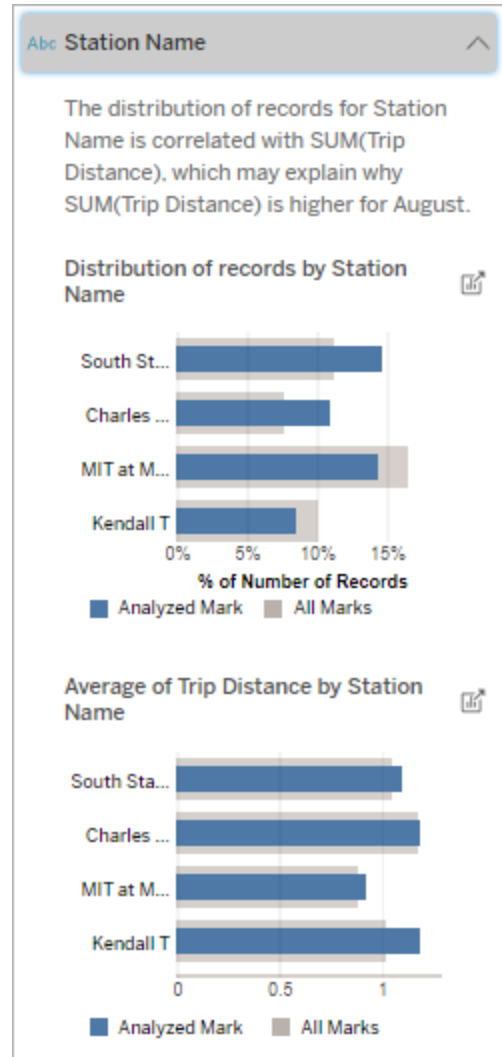 Abc Station Name
The distribution of records for Station
Name is correlated with SUM(Trip
Distance), which may explain why
SUM(Trip Distance) is higher for August.
Distribution of records by Station
Name
South St...
Charles ...
MIT at M...
Kendall T
0% 5% 10% 15%
% of Number of Records
Analyzed Mark All Marks
Average of Trip Distance by Station
Name
South Sta...
Charles ...
MIT at M...
Kendall T
0 0.5 1
Analyzed Mark All Marks